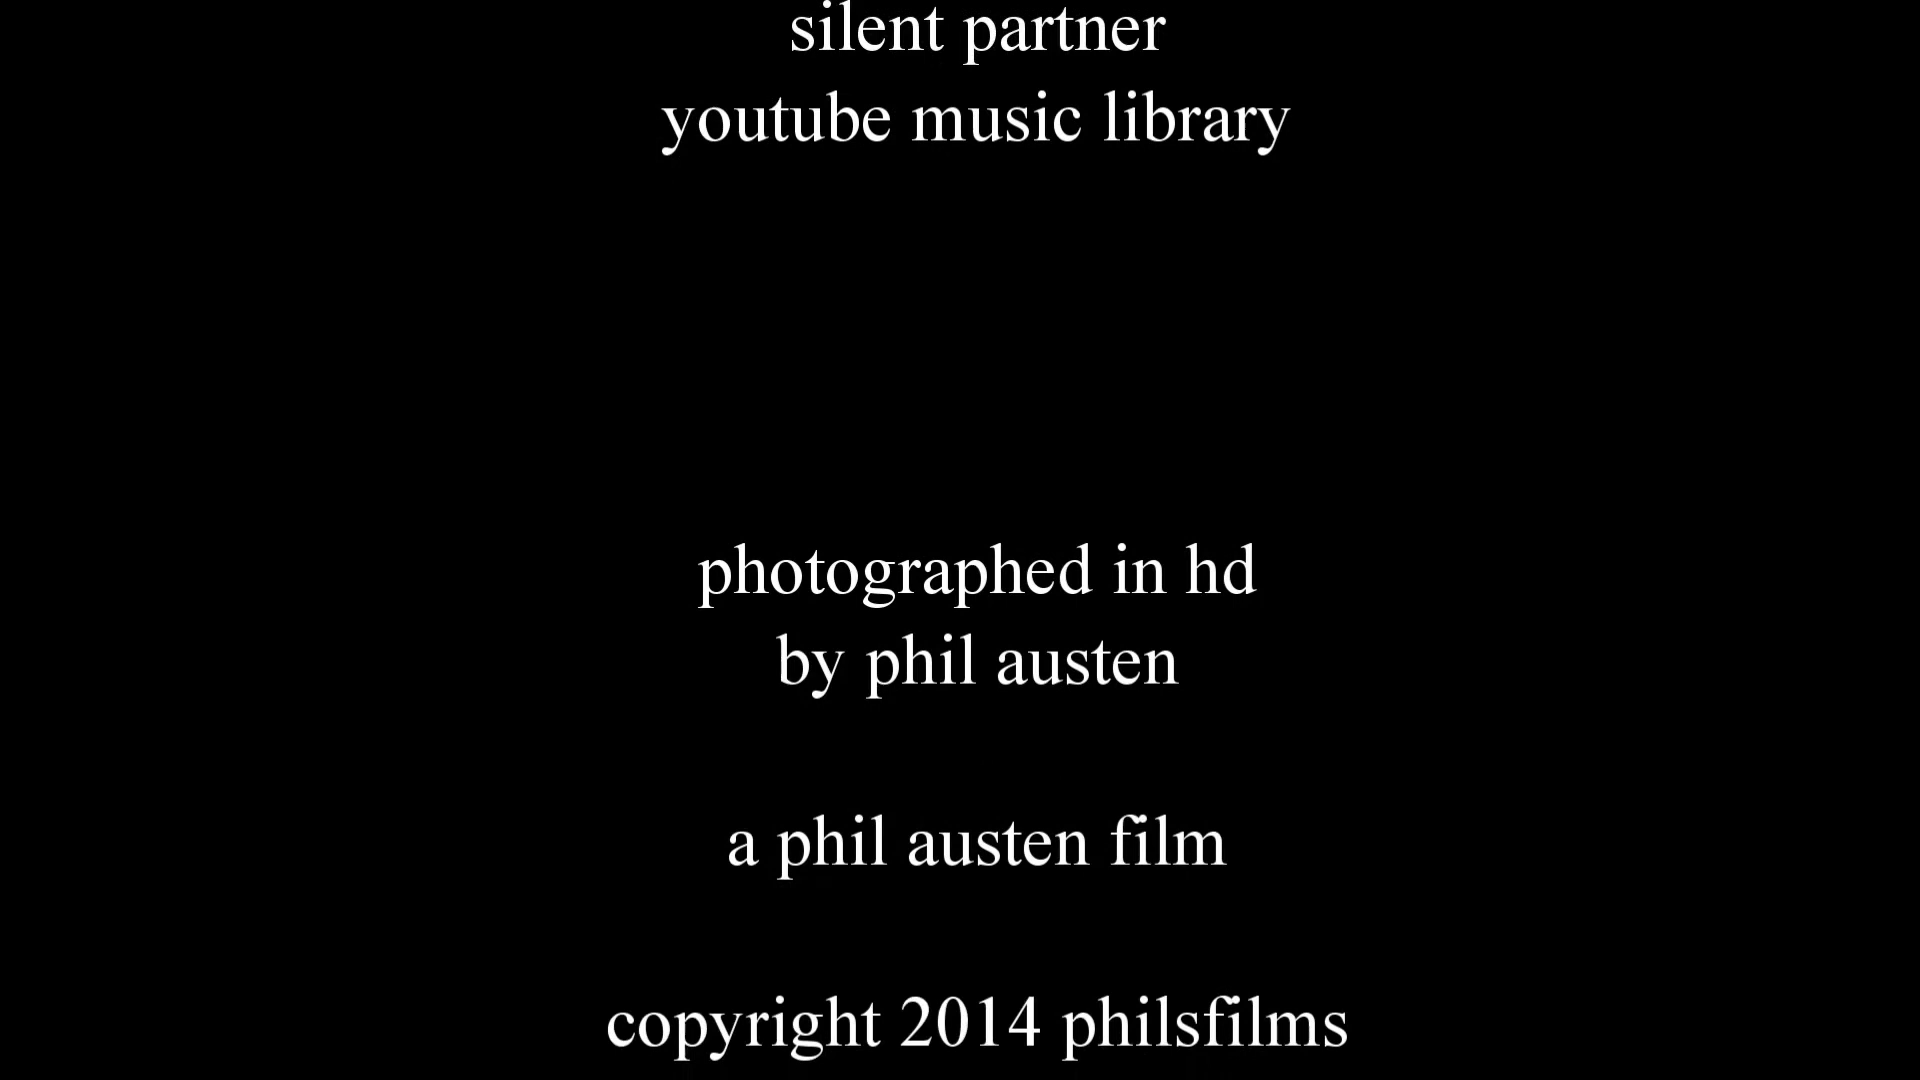 silent partner
youtube music library
photographed in hd
by phil austen
a phil austen film
copyright 2014 philsfilms